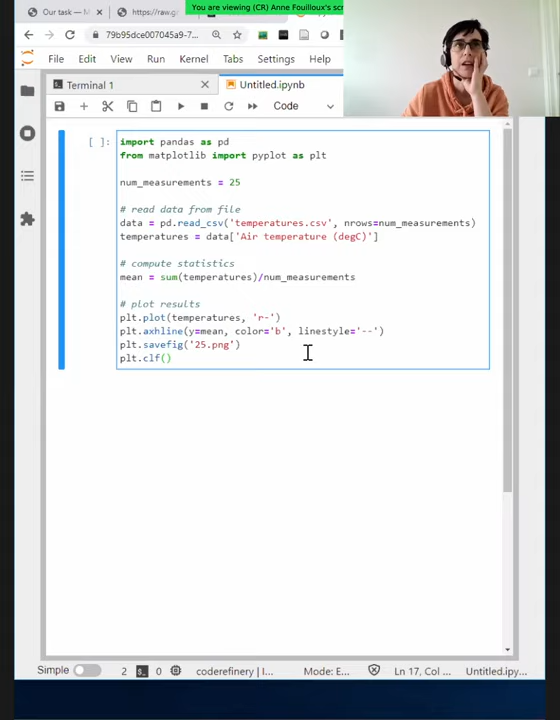 You are viewing (CR) Anne Fouilloux's scr
Our task — M
https://raw.g
79b95dce007045a9-7...
File Edit View Run Kernel Tabs Settings Help
Terminal 1
Untitled.ipynb
Code
[ ]:
import pandas as pd
from matplotlib import pyplot as plt
num_measurements = 25
# read data from file
data = pd.read_csv('temperatures.csv', nrows=num_measurements)
temperatures = data['Air temperature (degC)']
# compute statistics
mean = sum(temperatures)/num_measurements
# plot results
plt.plot(temperatures, 'r-')
plt.axhline(y=mean, color='b', linestyle='--')
plt.savefig('25.png')
plt.clf()
Simple 2 0 coderefinery | I... Mode: E... Ln 17, Col ... Untitled.ipy...